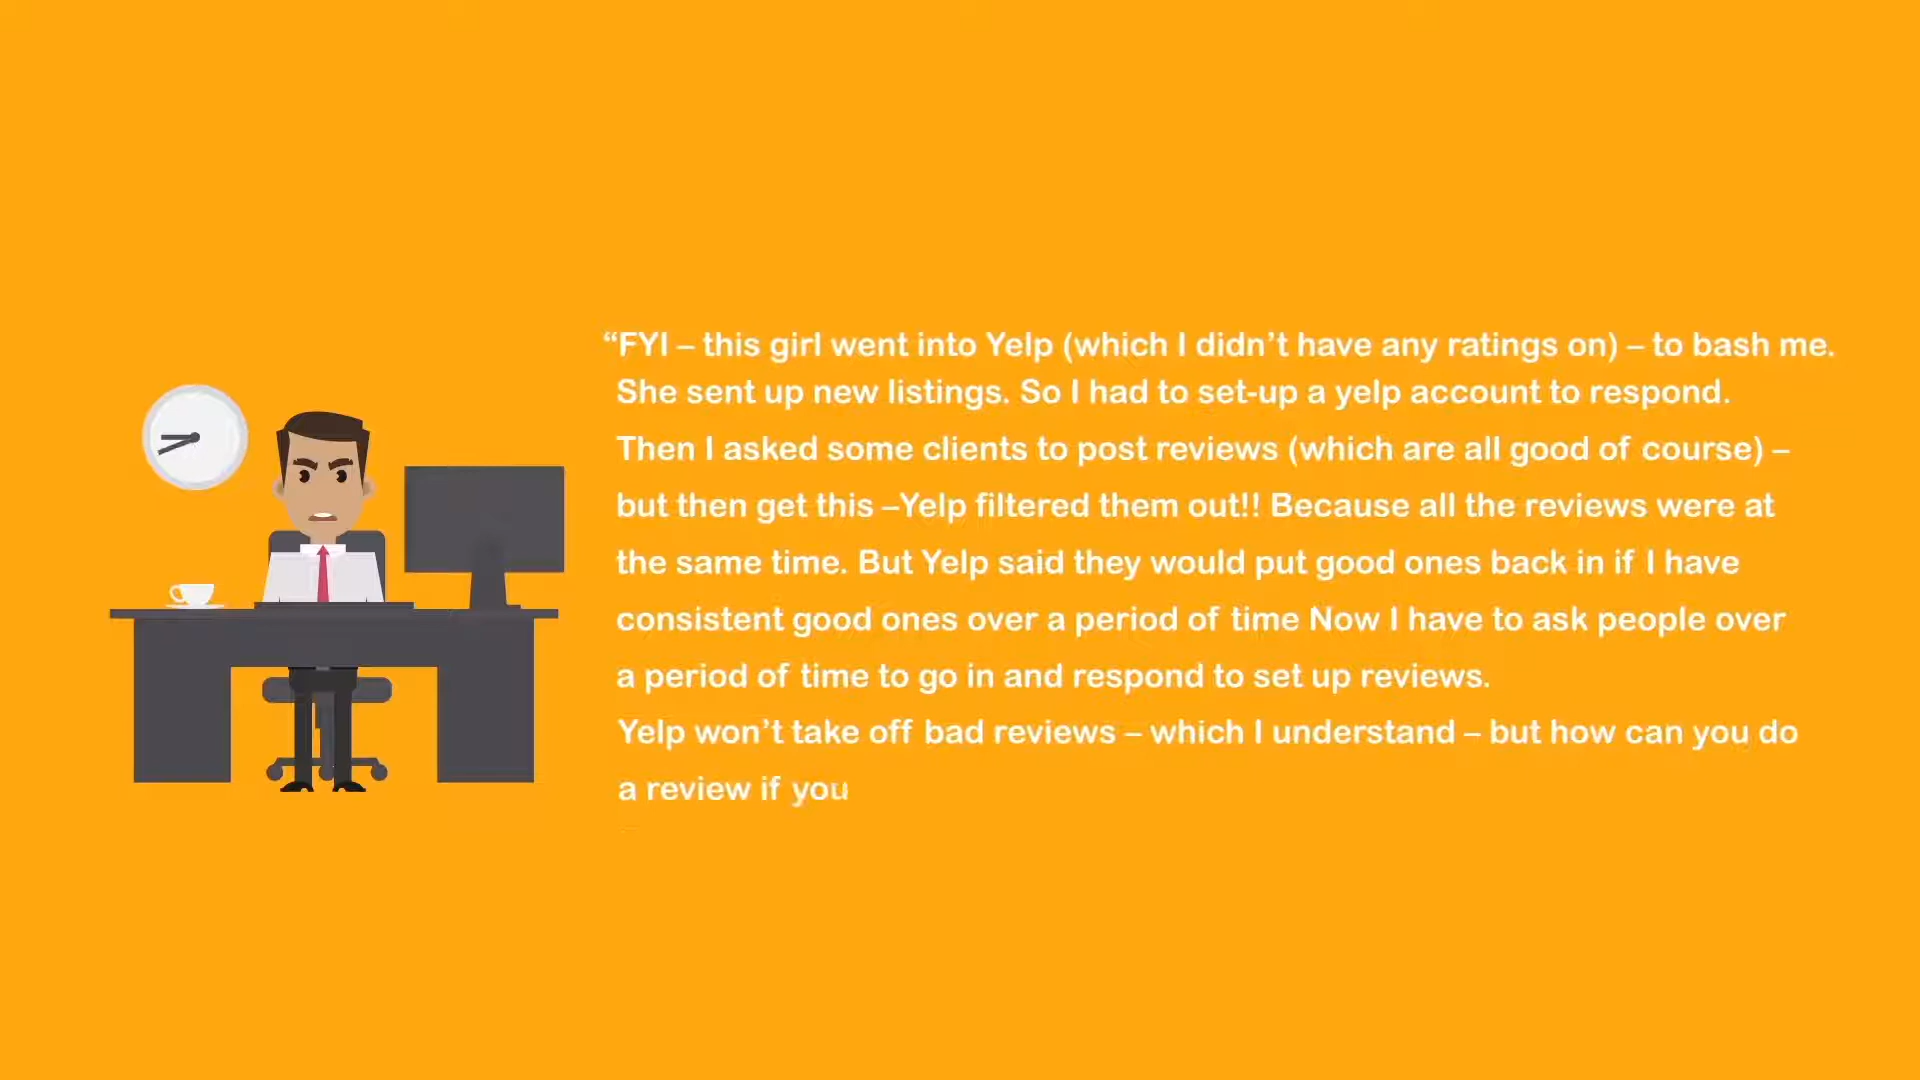 “FYI – this girl went into Yelp (which I didn’t have any ratings on) – to bash me.
She sent up new listings. So I had to set-up a yelp account to respond.
Then I asked some clients to post reviews (which are all good of course) –
but then get this –Yelp filtered them out!! Because all the reviews were at
the same time. But Yelp said they would put good ones back in if I have
consistent good ones over a period of time Now I have to ask people over
a period of time to go in and respond to set up reviews.
Yelp won’t take off bad reviews – which I understand – but how can you do
a review if you